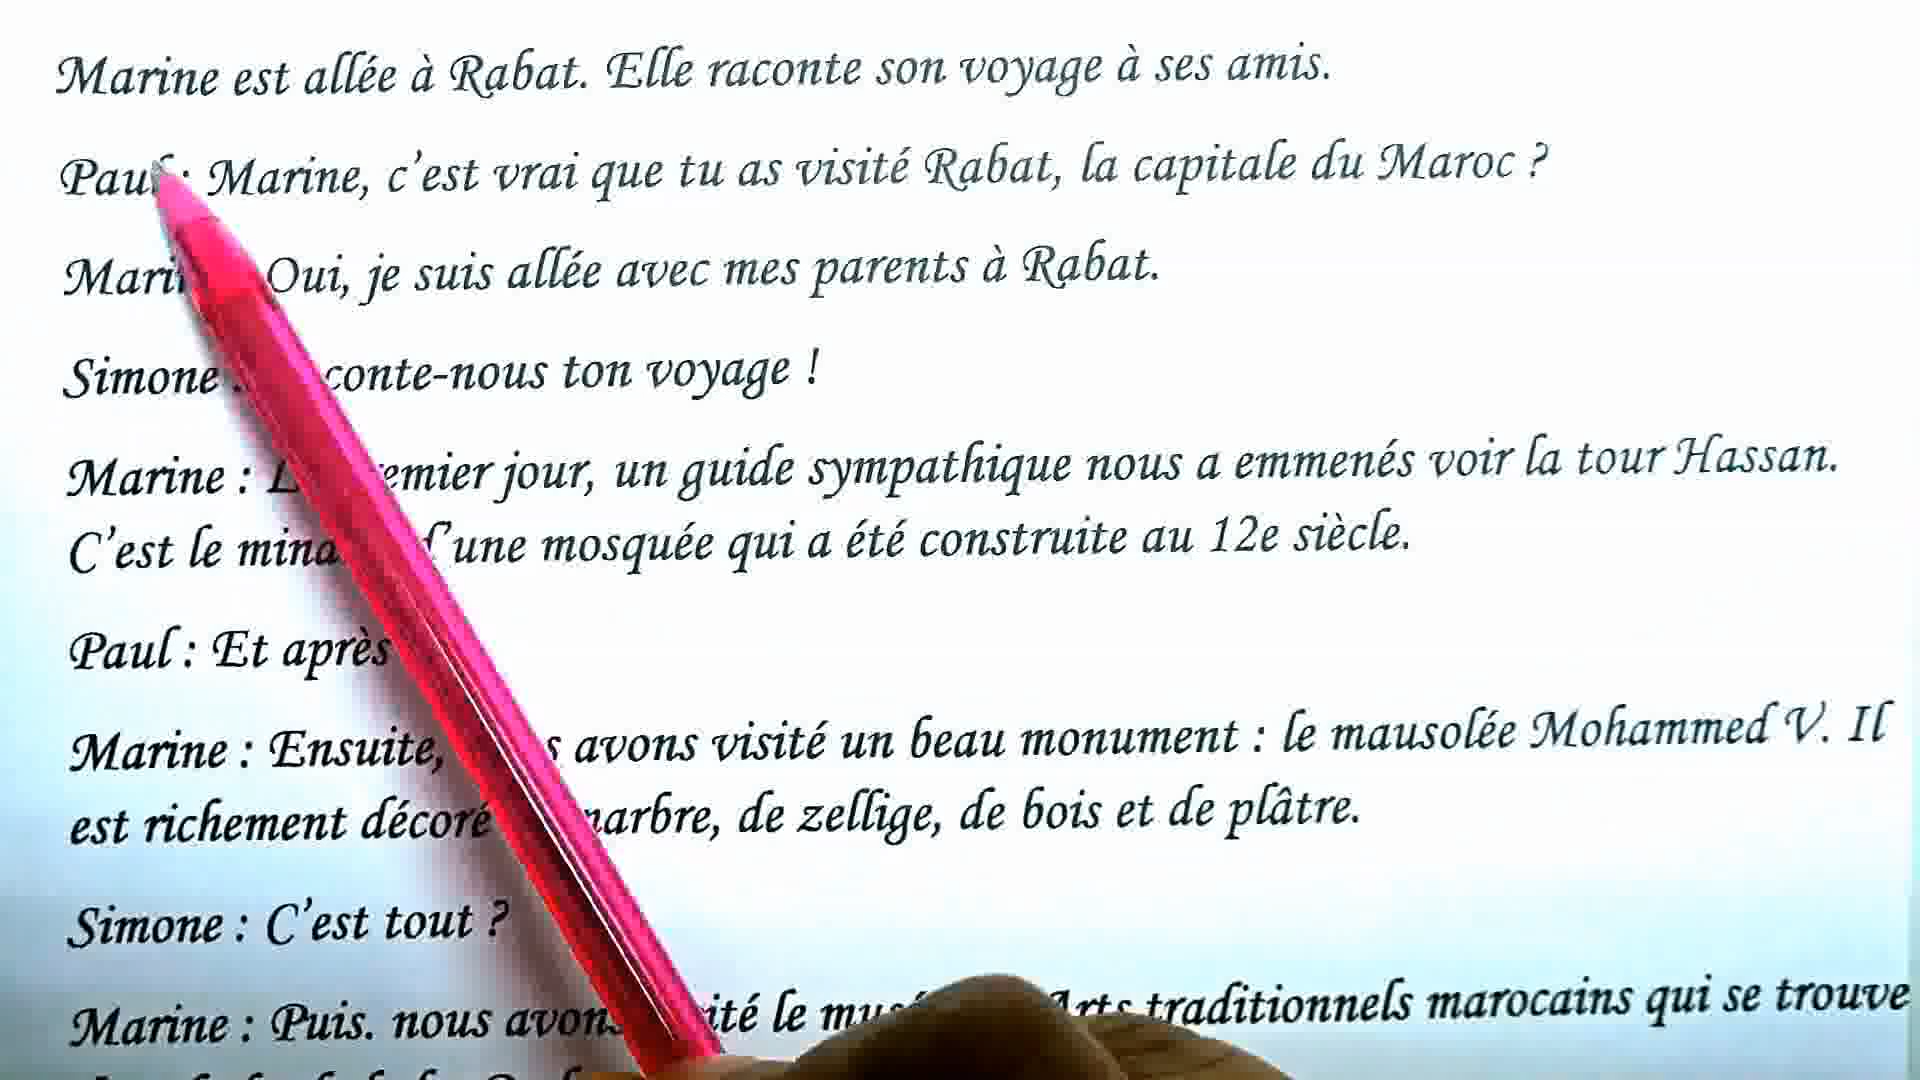 Marine est allée à Rabat. Elle raconte son voyage à ses amis.
Paul : Marine, c'est vrai que tu as visité Rabat, la capitale du Maroc ?
Oui, je suis allée avec mes parents à Rabat.
Simone : conte-nous ton voyage !
Marine : jour, un guide sympathique nous a emmenés voir la tour Hassan.
C'est le d'une mosquée qui a été construite au 12e siècle.
Paul : Et après
Marine : Ensuite, avons visité un beau monument : le mausolée Mohammed V. Il
est richement décoré marbre, de zellige, de bois et de plâtre.
Simone : C'est tout ?
Marine : Puis. nous le Arts traditionnels marocains qui se trouve